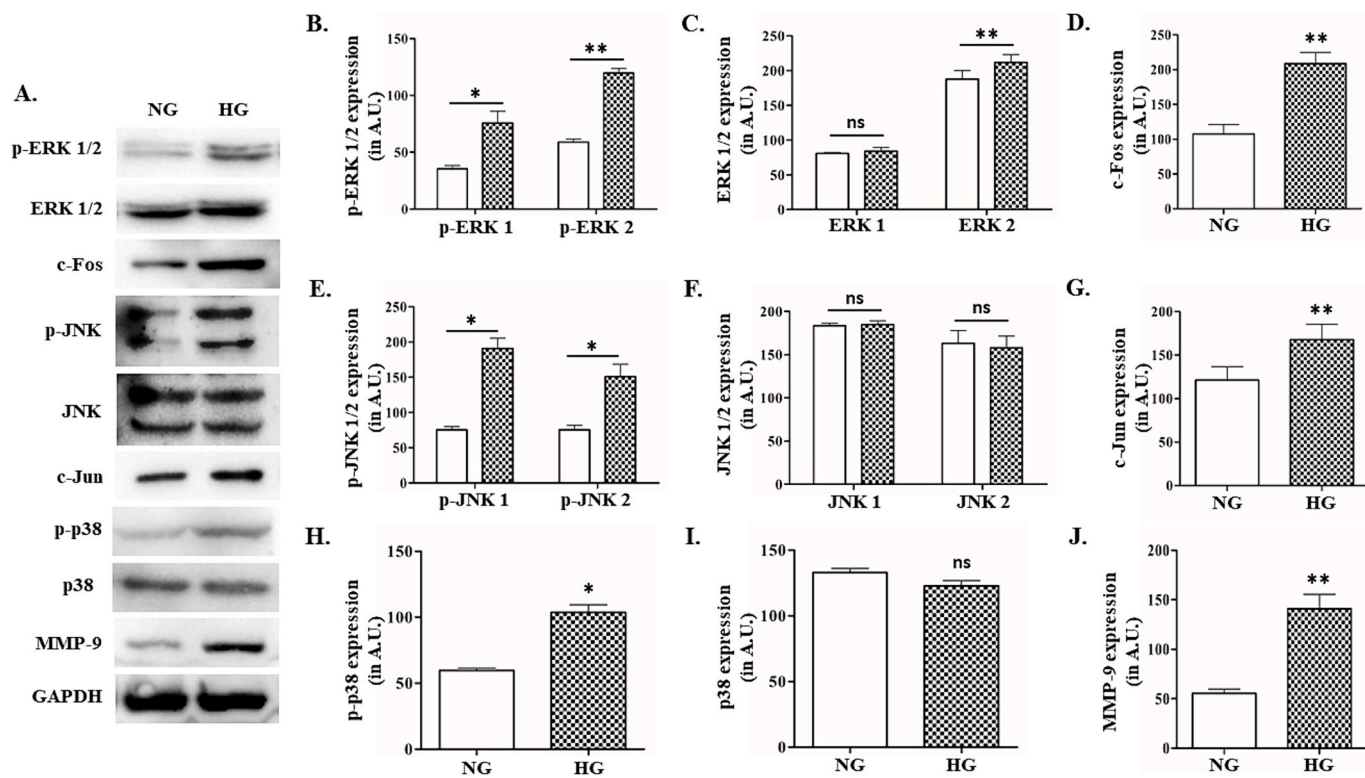 A.
NG HG
p-ERK 1/2
ERK 1/2
c-Fos
p-JNK
JNK
c-Jun
p-p38
p38
MMP-9
GAPDH
B.
p-ERK 1/2 expression
(in A.U.)
150
100
50
0
*
**
p-ERK 1 p-ERK 2
C.
ERK 1/2 expression
(in A.U.)
250
200
150
100
50
0
ns
**
ERK 1 ERK 2
D.
c-Fos expression
(in A.U.)
250
200
150
100
50
0
**
NG HG
E.
p-JNK 1/2 expression
(in A.U.)
250
200
150
100
50
0
*
*
p-JNK 1 p-JNK 2
F.
JNK 1/2 expression
(in A.U.)
200
150
100
50
0
ns
ns
JNK 1 JNK 2
G.
c-Jun expression
(in A.U.)
200
150
100
50
0
**
NG HG
H.
p-p38 expression
(in A.U.)
150
100
50
0
*
NG HG
I.
p38 expression
(in A.U.)
150
100
50
0
ns
NG HG
J.
MMP-9 expression
(in A.U.)
200
150
100
50
0
**
NG HG